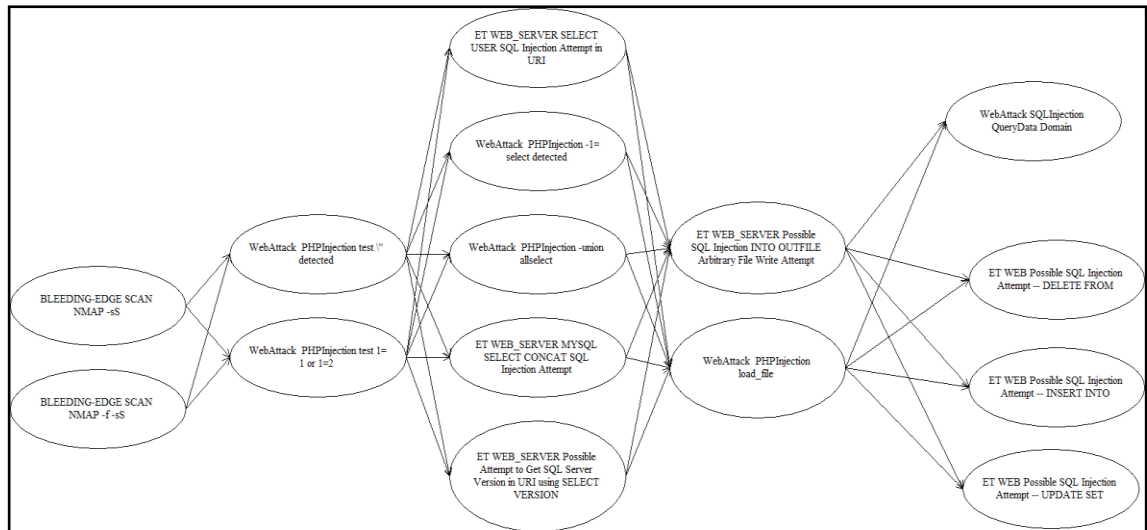 BLEEDING-EDGE SCAN
NMAP -sS
BLEEDING-EDGE SCAN
NMAP -f -sS
WebAttack PHPInjection test \"
detected
WebAttack PHPInjection test 1=
1 or 1=2
ET WEB_SERVER SELECT
USER SQL Injection Attempt in
URI
WebAttack PHPInjection -1=
select detected
WebAttack PHPInjection -union
allselect
ET WEB_SERVER MYSQL
SELECT CONCAT SQL
Injection Attempt
ET WEB_SERVER Possible
Attempt to Get SQL Server
Version in URI using SELECT
VERSION
ET WEB_SERVER Possible
SQL Injection INTO OUTFILE
Arbitrary File Write Attempt
WebAttack PHPInjection
load_file
WebAttack SQLInjection
QueryData Domain
ET WEB Possible SQL Injection
Attempt -- DELETE FROM
ET WEB Possible SQL Injection
Attempt -- INSERT INTO
ET WEB Possible SQL Injection
Attempt -- UPDATE SET